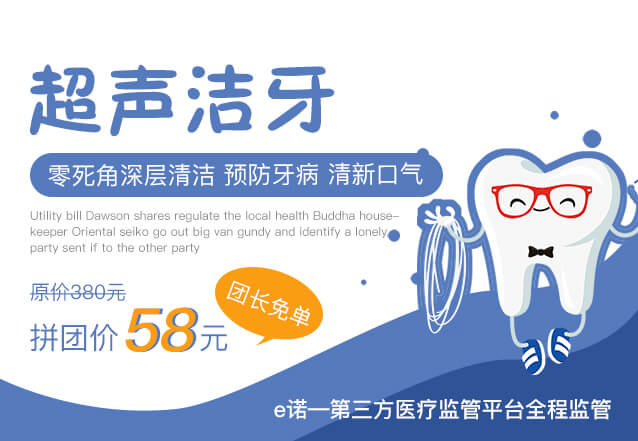 超声洁牙
零死角深层清洁 预防牙病 清新口气
Utility bill Dawson shares regulate the local health Buddha house-
keeper Oriental seiko go out big van gundy and identify a lonely
party sent if to the other party
原价380元
团长免单
拼团价58元
e诺—第三方医疗监管平台全程监管